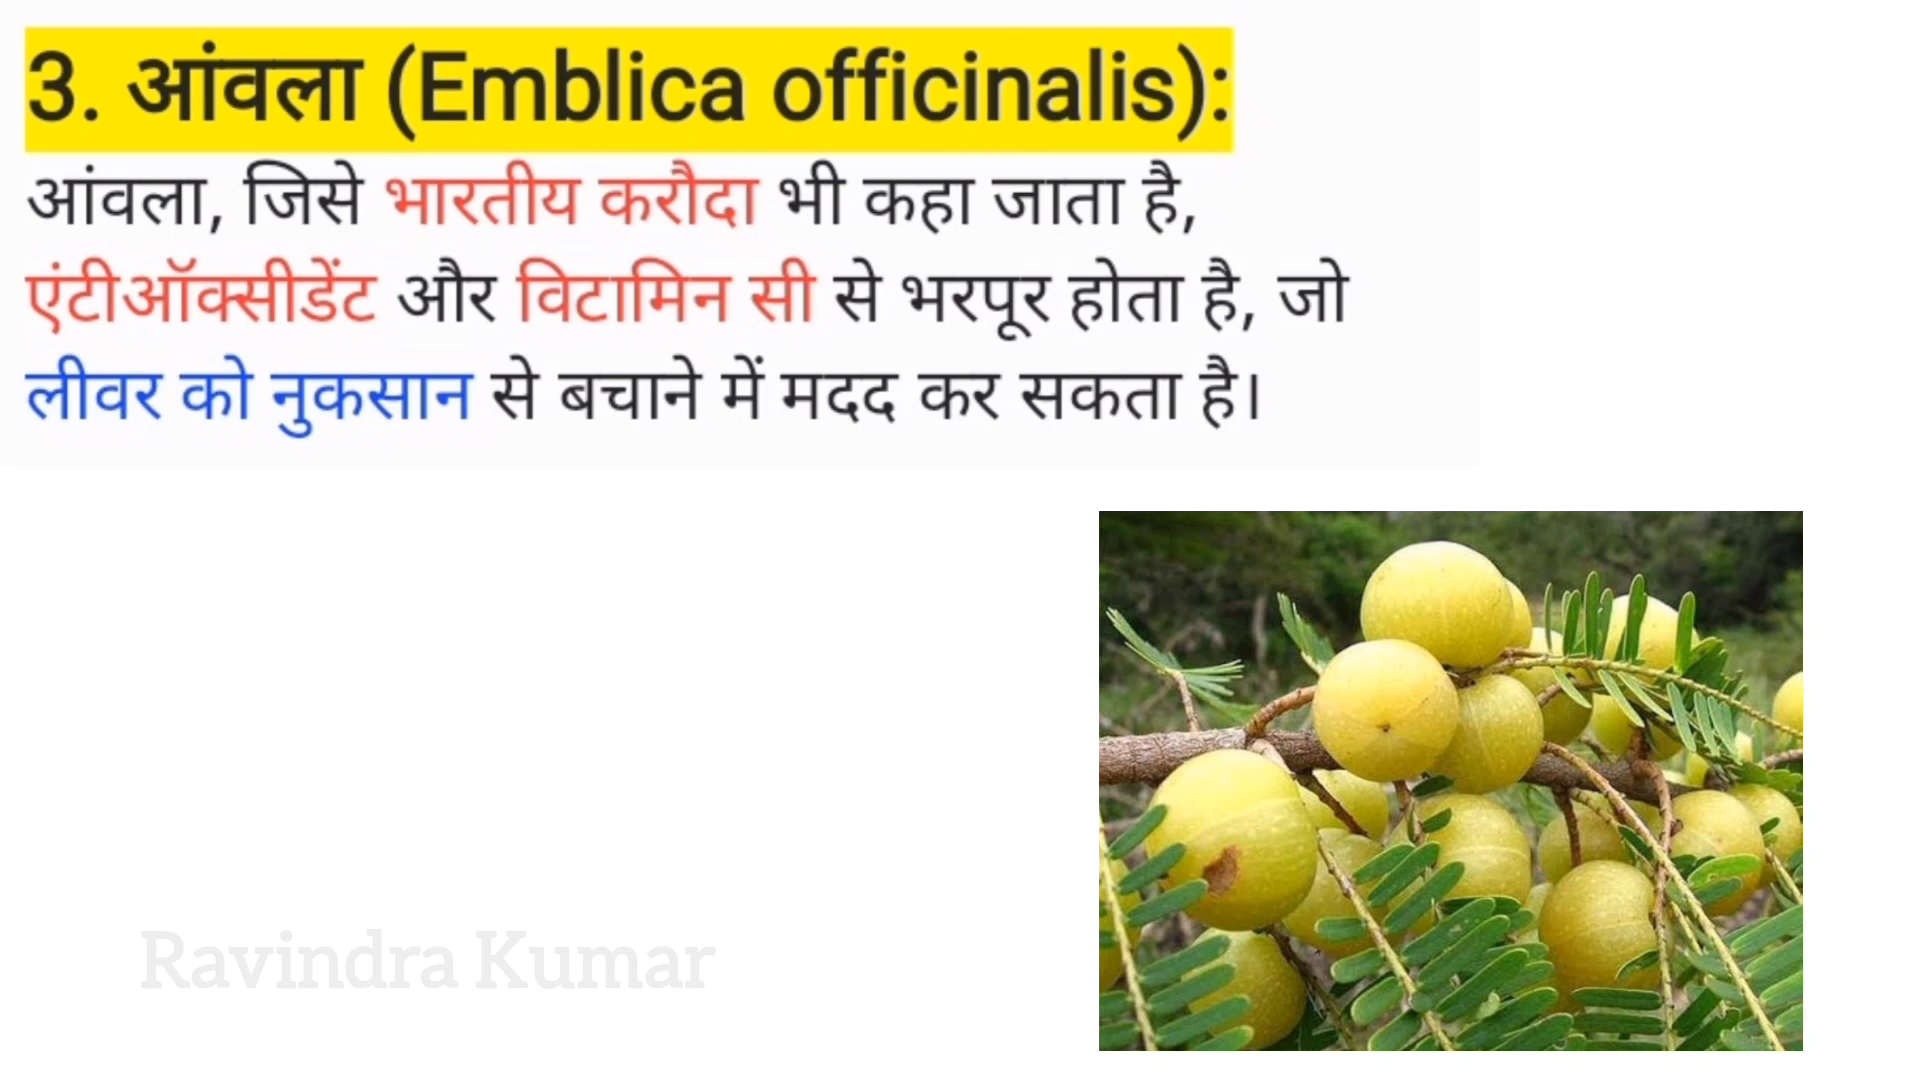 3. आंवला (Emblica officinalis):
आंवला, जिसे भारतीय करौदा भी कहा जाता है,
एंटीऑक्सीडेंट और विटामिन सी से भरपूर होता है, जो
लीवर को नुकसान से बचाने में मदद कर सकता है।
Ravindra Kumar